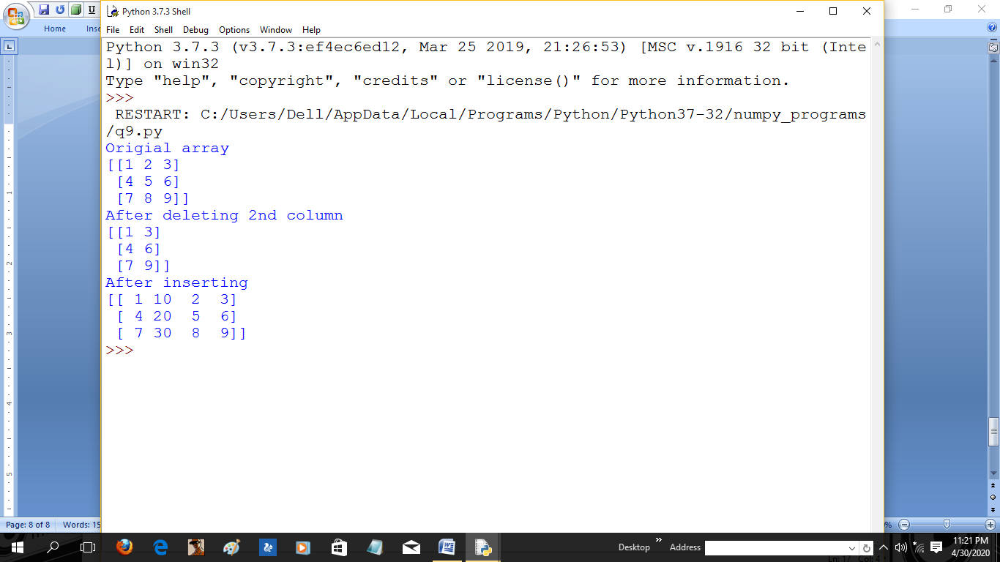 Python 3.7.3 Shell
Home Inse
File Edit Shell Debug Options Window Help
Python 3.7.3 (v3.7.3:ef4ec6ed12, Mar 25 2019, 21:26:53) [MSC v.1916 32 bit (Inte
l)] on win32
Type "help", "copyright", "credits" or "license()" for more information.
>>>
RESTART: C:/Users/Dell/AppData/Local/Programs/Python/Python37-32/numpy_programs
/q9.py
Origial array
[[1 2 3]
[4 5 6]
[7 8 9]]
After deleting 2nd column
[[1 3]
[4 6]
[7 9]]
After inserting
[[ 1 10 2 3]
[ 4 20 5 6]
[ 7 30 8 9]]
>>>
Page: 8 of 8 Words: 15 %
Desktop Address
11:21 PM
4/30/2020